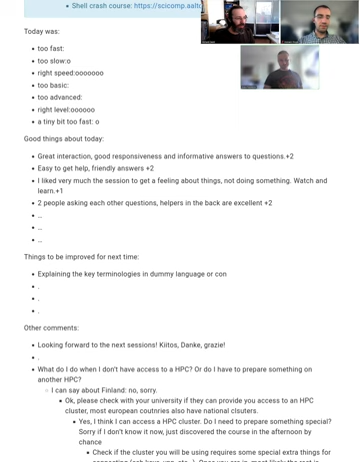 Shell crash course: https://scicomp.aalto
Today was:
too fast:
too slow:o
right speed:ooooooo
too basic:
too advanced:
right level:oooooo
a tiny bit too fast: o
Good things about today:
Great interaction, good responsiveness and informative answers to questions.+2
Easy to get help, friendly answers +2
I liked very much the session to get a feeling about things, not doing something. Watch and
learn.+1
2 people asking each other questions, helpers in the back are excellent +2
...
...
...
Things to be improved for next time:
Explaining the key terminologies in dummy language or con
.
.
.
Other comments:
Looking forward to the next sessions! Kiitos, Danke, grazie!
.
What do I do when I don't have access to a HPC? Or do I have to prepare something on
another HPC?
I can say about Finland: no, sorry.
Ok, please check with your university if they can provide you access to an HPC
cluster, most european coutnries also have national clsuters.
Yes, I think I can access a HPC cluster. Do I need to prepare something special?
Sorry if I don't know it now, just discovered the course in the afternoon by
chance
Check if the cluster you will be using requires some special extra things for